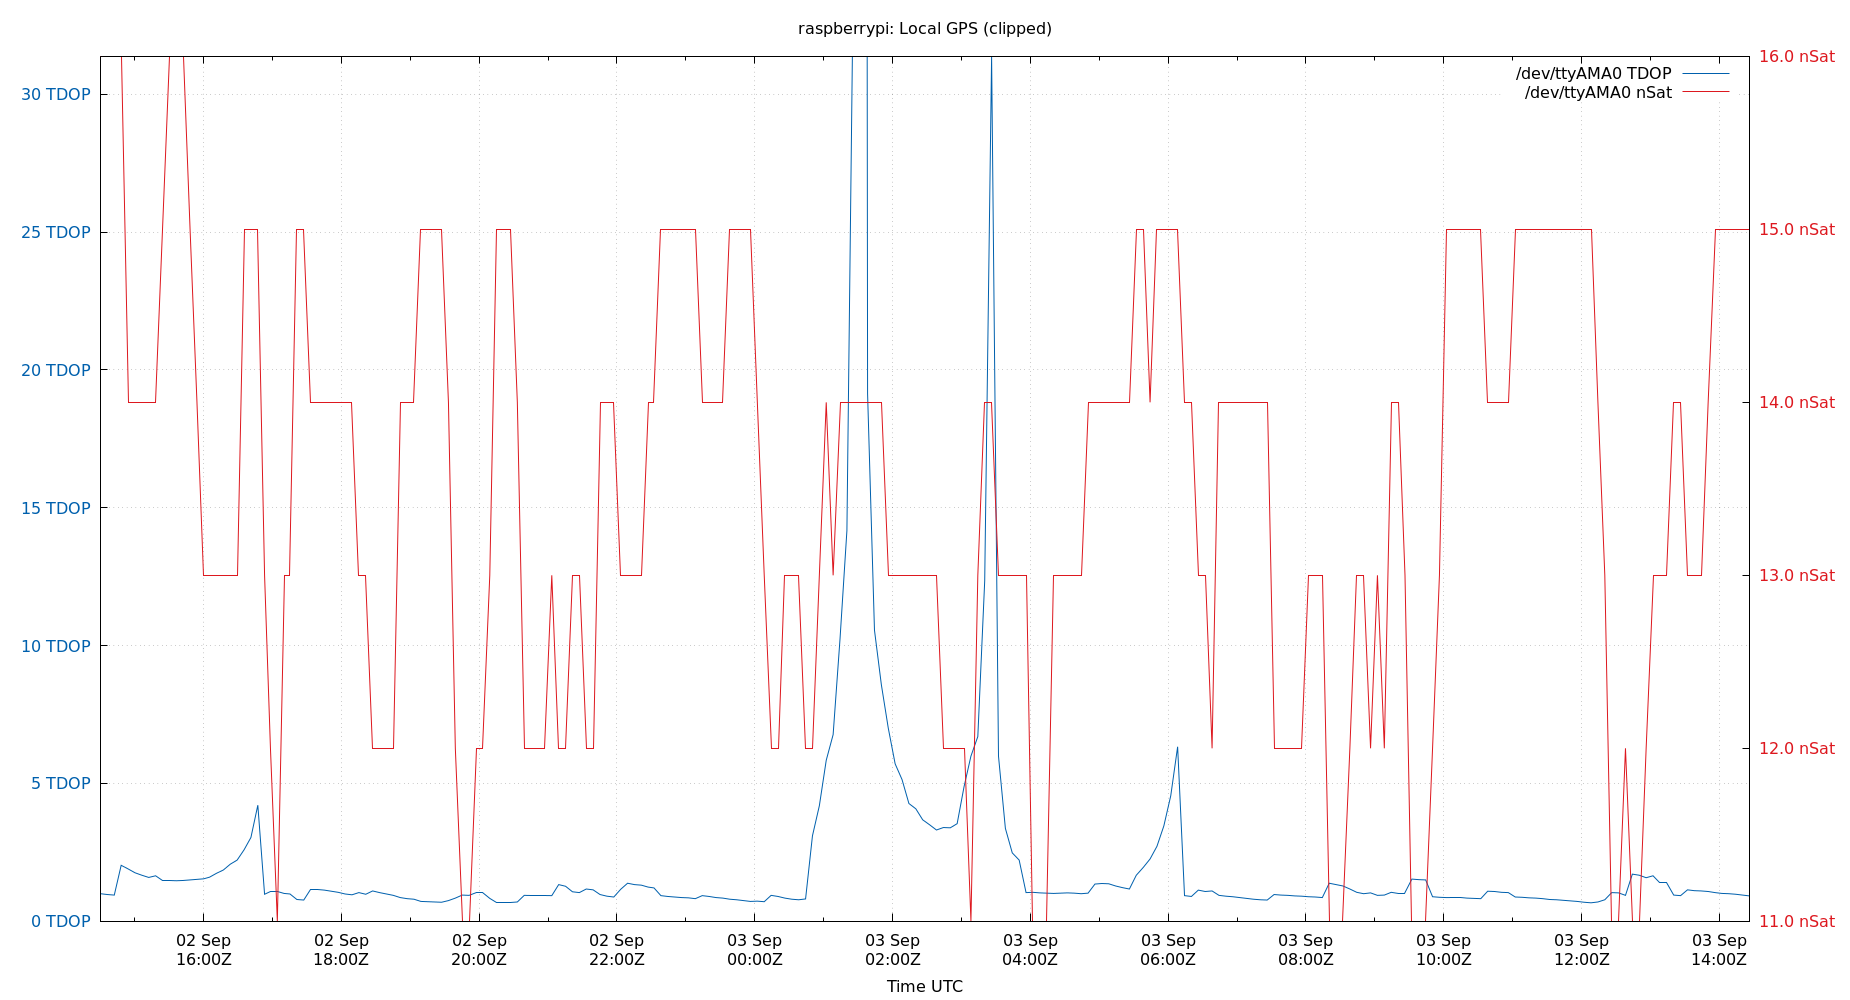 raspberrypi: Local GPS (clipped)
/dev/ttyAMA0 TDOP
/dev/ttyAMA0 nSat
30 TDOP
25 TDOP
20 TDOP
15 TDOP
10 TDOP
5 TDOP
0 TDOP
16.0 nSat
15.0 nSat
14.0 nSat
13.0 nSat
12.0 nSat
11.0 nSat
02 Sep
16:00Z
02 Sep
18:00Z
02 Sep
20:00Z
02 Sep
22:00Z
03 Sep
00:00Z
03 Sep
02:00Z
03 Sep
04:00Z
03 Sep
06:00Z
03 Sep
08:00Z
03 Sep
10:00Z
03 Sep
12:00Z
03 Sep
14:00Z
Time UTC